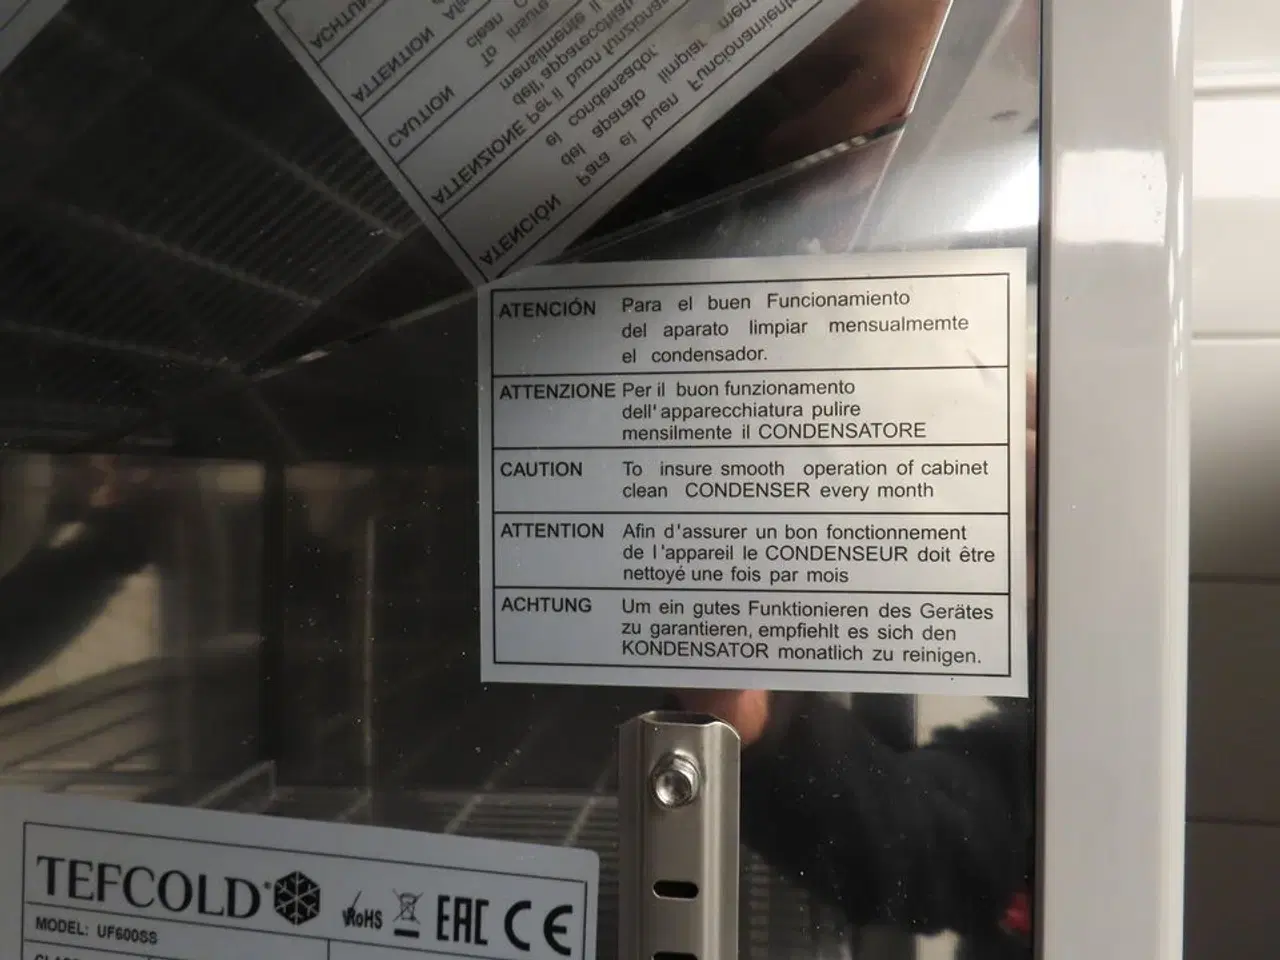 ATENCIÓN Para el buen Funcionamiento
del aparato limpiar mensualmemte
el condensador.
ATTENZIONE Per il buon funzionamento
dell'apparecchiatura pulire
mensilmente il CONDENSATORE
CAUTION To insure smooth operation of cabinet
clean CONDENSER every month
ATTENTION Afin d'assurer un bon fonctionnement
de l'appareil le CONDENSEUR doit être
nettoyé une fois par mois
ACHTUNG Um ein gutes Funktionieren des Gerätes
zu garantieren, empfiehlt es sich den
KONDENSATOR monatlich zu reinigen.
TEFCOLD® RoHS EAC CE
MODEL: UF600SS